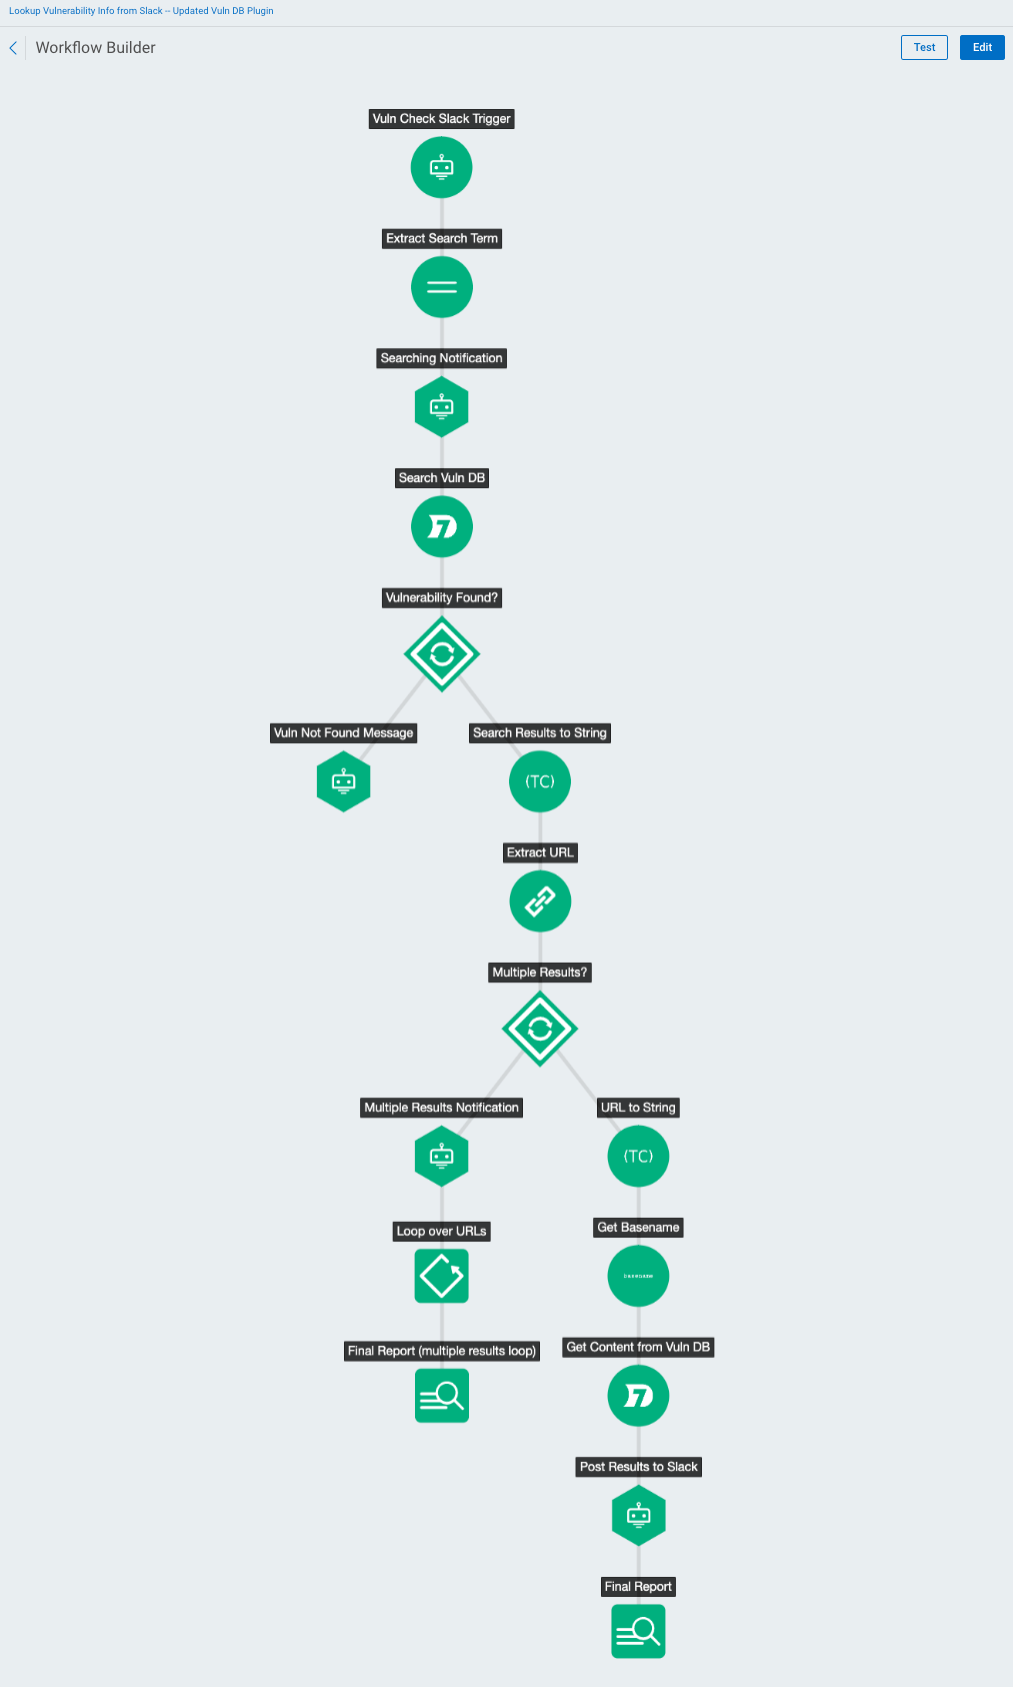 Lookup Vulnerability Info from Slack -- Updated Vuln DB Plugin
Workflow Builder
Test
Edit
Vuln Check Slack Trigger
Extract Search Term
Searching Notification
Search Vuln DB
Vulnerability Found?
Vuln Not Found Message
Search Results to String
(TC)
Extract URL
Multiple Results?
Multiple Results Notification
URL to String
(TC)
Loop over URLs
Get Basename
basename
Final Report (multiple results loop)
Get Content from Vuln DB
Post Results to Slack
Final Report